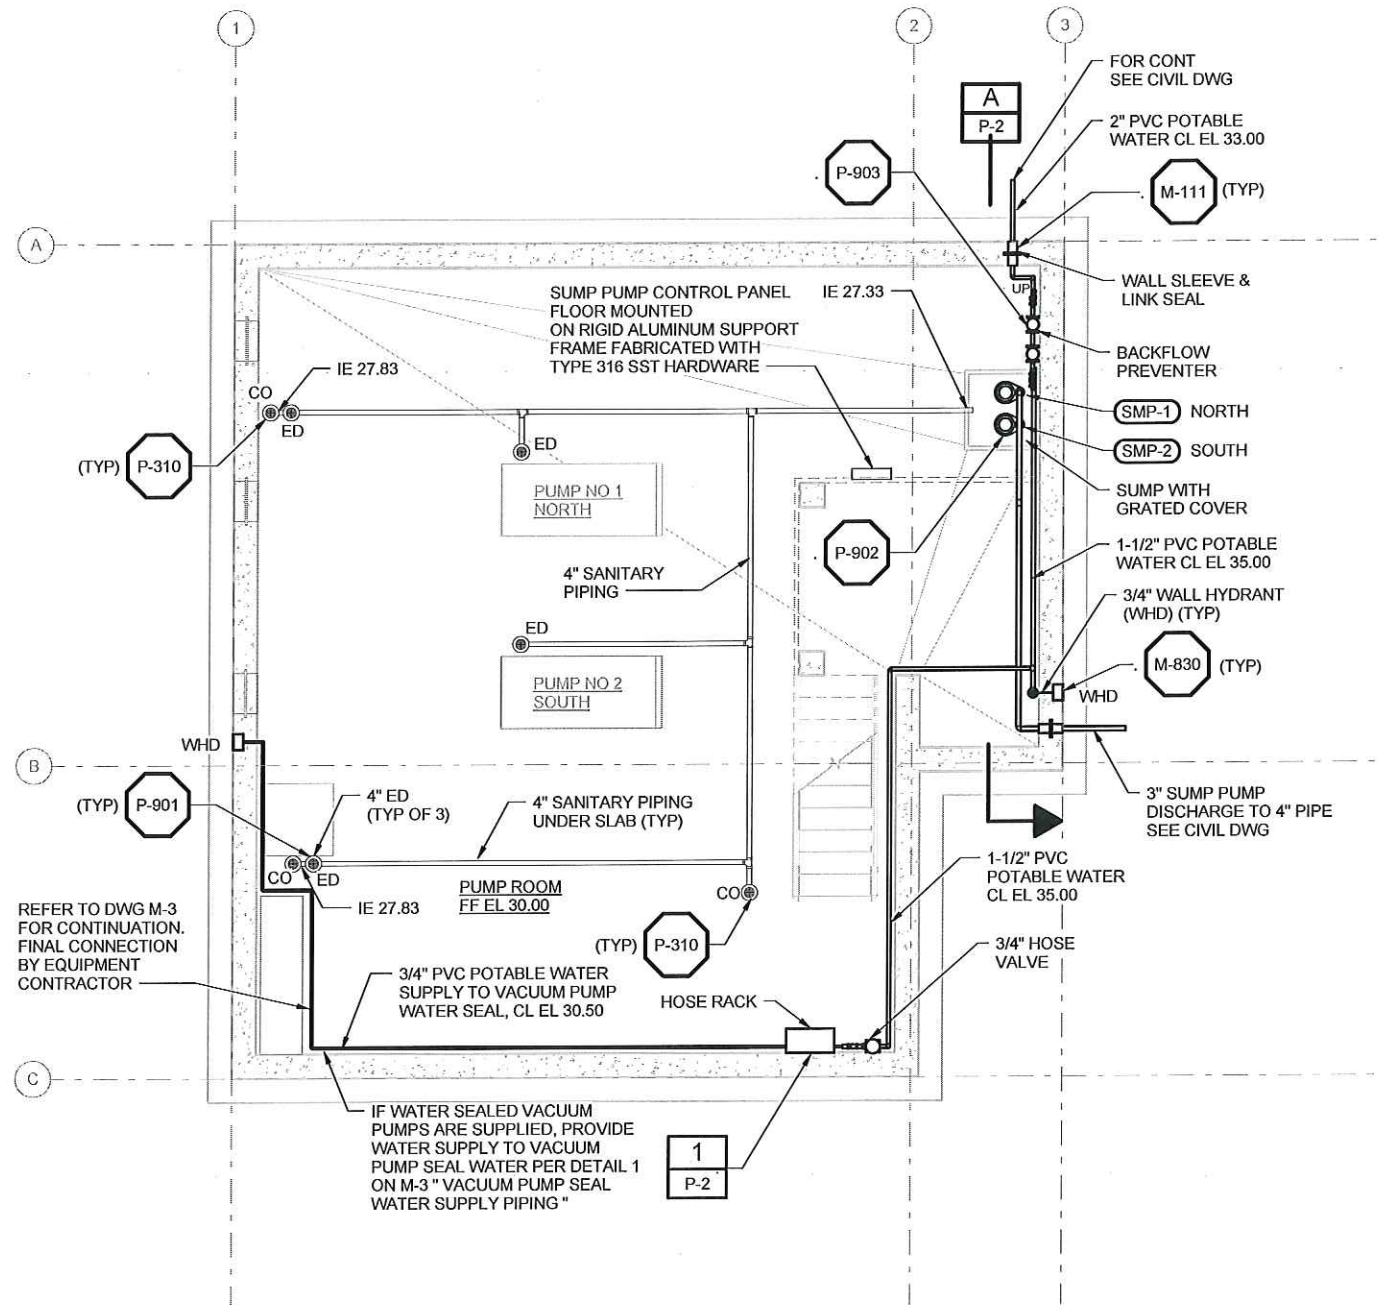 1
2
3
FOR CONT
SEE CIVIL DWG
A
P-2
2" PVC POTABLE
WATER CL EL 33.00
P-903
M-111 (TYP)
A
WALL SLEEVE &
LINK SEAL
UP
SUMP PUMP CONTROL PANEL
FLOOR MOUNTED
ON RIGID ALUMINUM SUPPORT
FRAME FABRICATED WITH
TYPE 316 SST HARDWARE
IE 27.33
BACKFLOW
PREVENTER
IE 27.83
CO
ED
SMP-1 NORTH
ED
SMP-2 SOUTH
(TYP) P-310
PUMP NO 1
NORTH
SUMP WITH
GRATED COVER
P-902
1-1/2" PVC POTABLE
WATER CL EL 35.00
4" SANITARY
PIPING
3/4" WALL HYDRANT
(WHD) (TYP)
ED
M-830 (TYP)
PUMP NO 2
SOUTH
WHD
WHD
B
3" SUMP PUMP
DISCHARGE TO 4" PIPE
SEE CIVIL DWG
(TYP) P-901
4" ED
(TYP OF 3)
4" SANITARY PIPING
UNDER SLAB (TYP)
1-1/2" PVC
POTABLE WATER
CL EL 35.00
CO
ED
PUMP ROOM
FF EL 30.00
CO
IE 27.83
REFER TO DWG M-3
FOR CONTINUATION.
FINAL CONNECTION
BY EQUIPMENT
CONTRACTOR
(TYP) P-310
3/4" HOSE
VALVE
3/4" PVC POTABLE WATER
SUPPLY TO VACUUM PUMP
WATER SEAL, CL EL 30.50
HOSE RACK
C
IF WATER SEALED VACUUM
PUMPS ARE SUPPLIED, PROVIDE
WATER SUPPLY TO VACUUM
PUMP SEAL WATER PER DETAIL 1
ON M-3 " VACUUM PUMP SEAL
WATER SUPPLY PIPING "
1
P-2